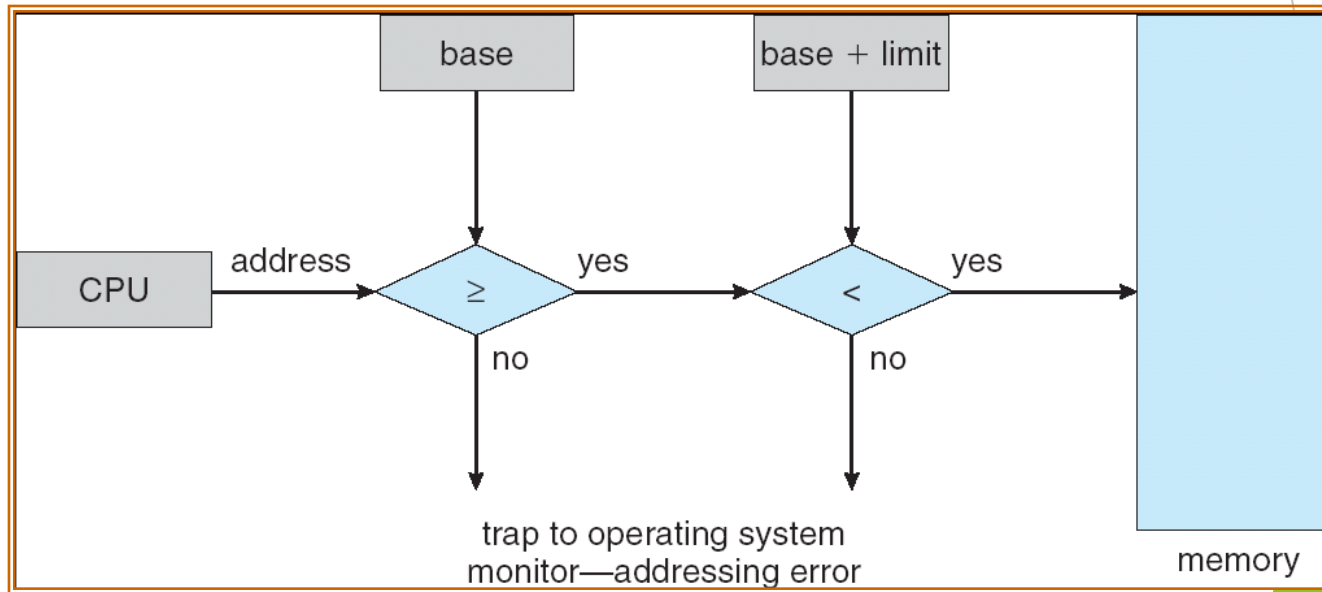 base
base + limit
CPU
address
≥
yes
<
yes
no
no
trap to operating system
monitor—addressing error
memory